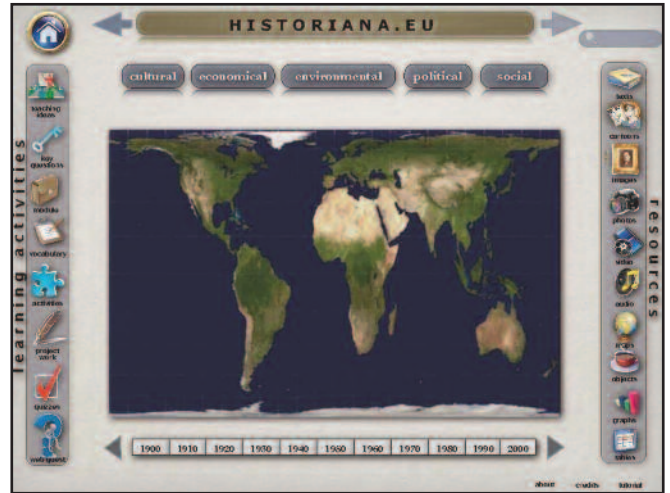 HISTORIANA.EU
cultural economical environmental political social
learning activities
teaching
ideas
key
questions
module
vocabulary
activities
project
work
quizzes
webquest
1900 1910 1920 1930 1940 1950 1960 1970 1980 1990 2000
resources
texts
cartoons
images
photos
video
audio
maps
objects
graphs
tables
about credits tutorial